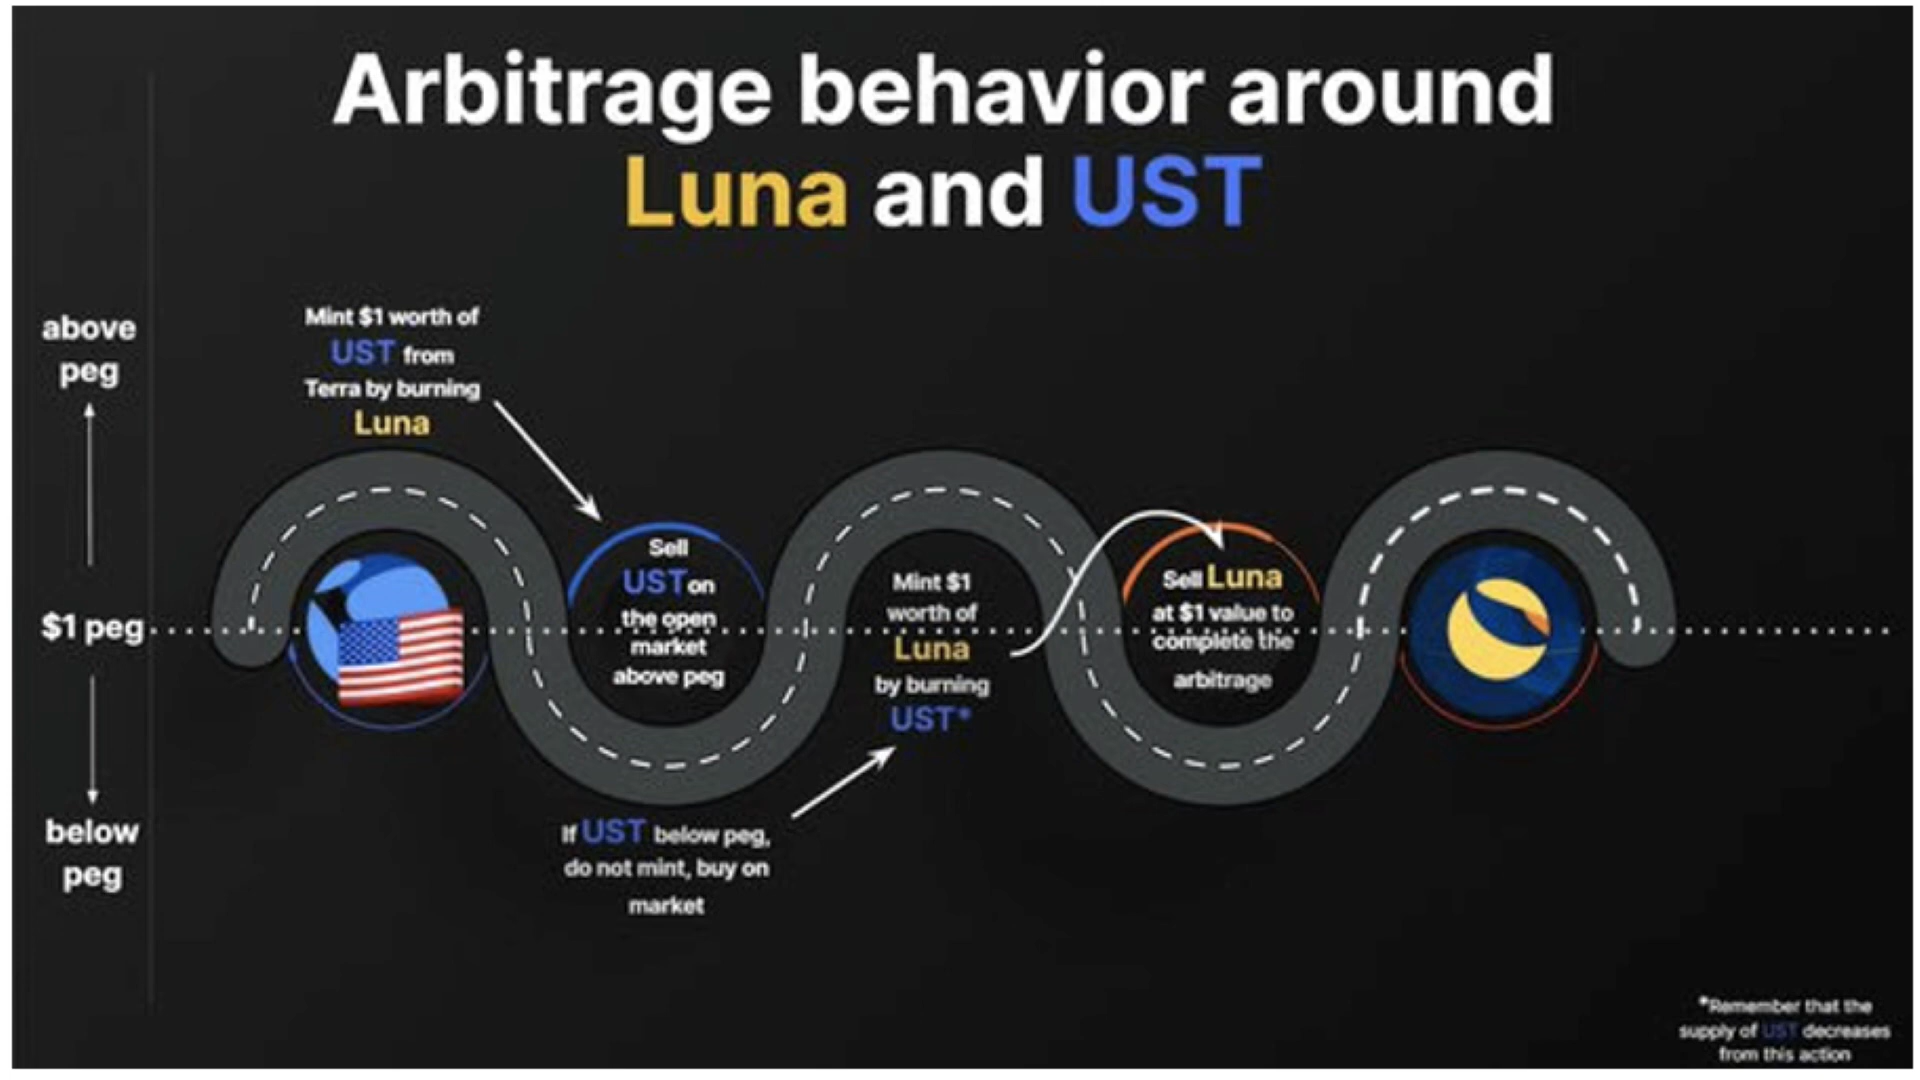 Arbitrage behavior around
Luna and UST
above
peg
$1 peg
below
peg
Mint $1 worth of
UST from
Terra by burning
Luna
Sell
UST on
the open
market
above peg
If UST below peg,
do not mint, buy on
market
Mint $1
worth of
Luna
by burning
UST*
Sell Luna
at $1 value to
complete the
arbitrage
*Remember that the
supply of UST decreases
from this action